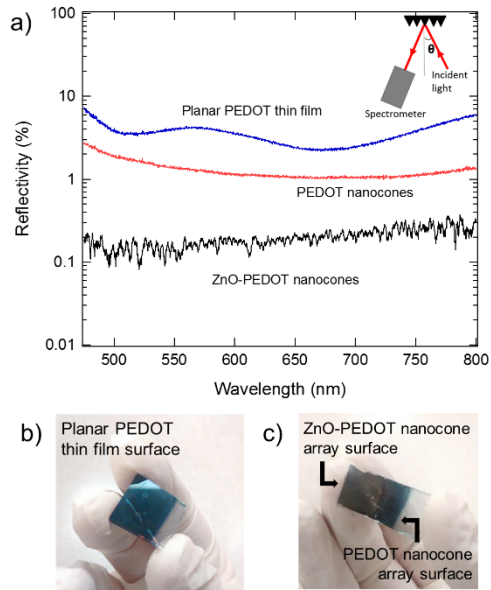 a)
100
10
1
0.1
0.01
Reflectivity (%)
θ
Incident
light
Spectrometer
Planar PEDOT thin film
PEDOT nanocones
ZnO-PEDOT nanocones
500
550
600
650
700
750
800
Wavelength (nm)
b)
Planar PEDOT
thin film surface
c)
ZnO-PEDOT nanocone
array surface
PEDOT nanocone
array surface